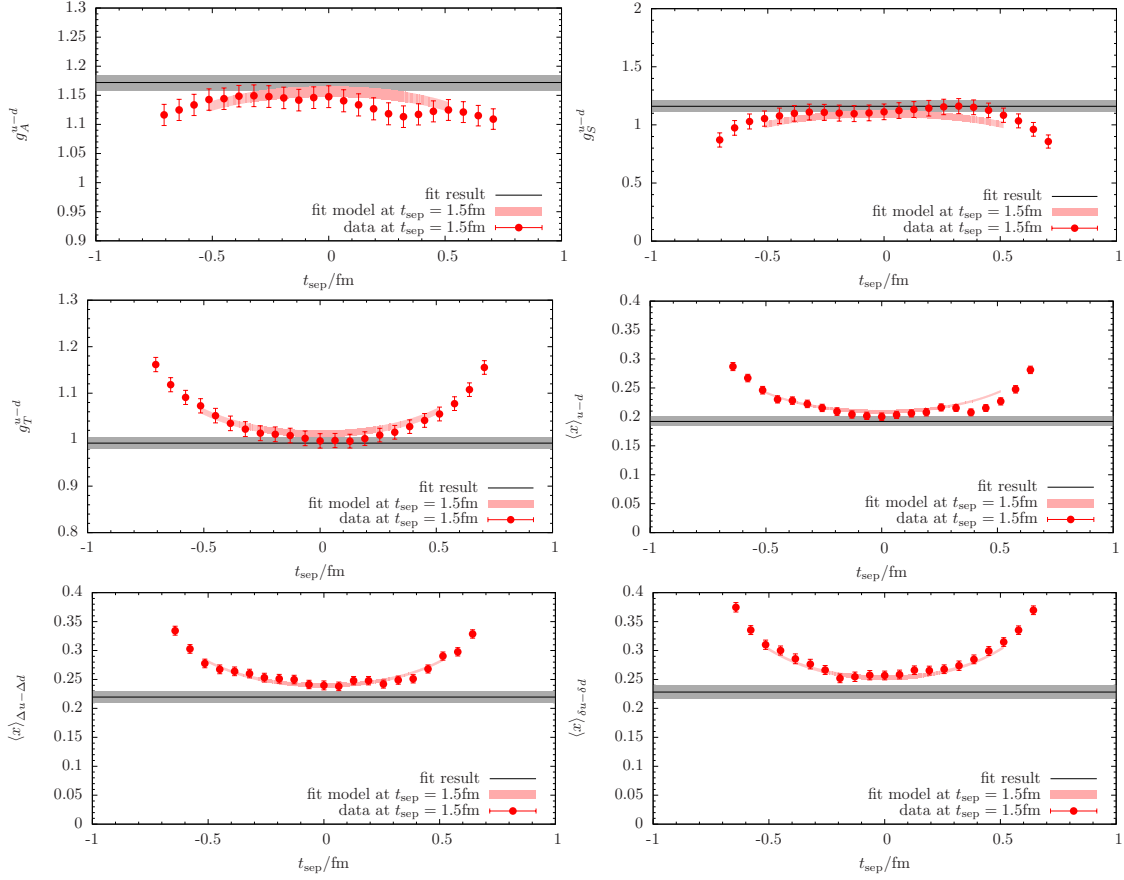 1.3
1.25
1.2
1.15
1.1
1.05
1
0.95
0.9
g_A^{u−d}
-1 -0.5 0 0.5 1
t_sep/fm
fit result
fit model at t_sep = 1.5fm
data at t_sep = 1.5fm
2
1.5
1
0.5
0
g_S^{u−d}
-1 -0.5 0 0.5 1
t_sep/fm
fit result
fit model at t_sep = 1.5fm
data at t_sep = 1.5fm
1.3
1.2
1.1
1
0.9
0.8
g_T^{u−d}
-1 -0.5 0 0.5 1
t_sep/fm
fit result
fit model at t_sep = 1.5fm
data at t_sep = 1.5fm
0.4
0.35
0.3
0.25
0.2
0.15
0.1
0.05
0
⟨x⟩_{u−d}
-1 -0.5 0 0.5 1
t_sep/fm
fit result
fit model at t_sep = 1.5fm
data at t_sep = 1.5fm
0.4
0.35
0.3
0.25
0.2
0.15
0.1
0.05
0
⟨x⟩_{Δu−Δd}
-1 -0.5 0 0.5 1
t_sep/fm
fit result
fit model at t_sep = 1.5fm
data at t_sep = 1.5fm
0.4
0.35
0.3
0.25
0.2
0.15
0.1
0.05
0
⟨x⟩_{δu−δd}
-1 -0.5 0 0.5 1
t_sep/fm
fit result
fit model at t_sep = 1.5fm
data at t_sep = 1.5fm